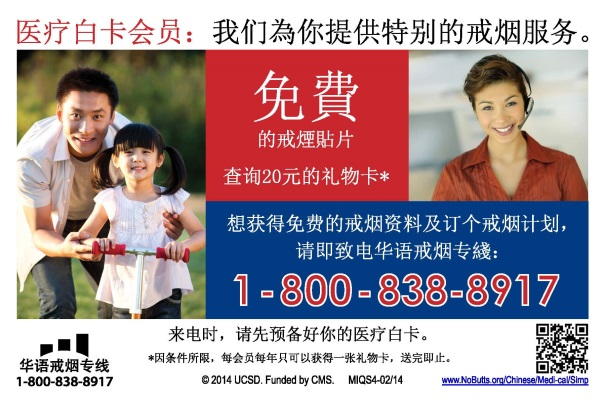 医疗白卡会员：我们為你提供特别的戒烟服务。
免費
的戒煙貼片
查询20元的礼物卡*
想获得免费的戒烟资料及订个戒烟计划，
请即致电华语戒烟专綫：
1-800-838-8917
来电时，请先预备好你的医疗白卡。
*因条件所限，每会员每年只可以获得一张礼物卡，送完即止。
华语戒烟专线
1-800-838-8917
© 2014 UCSD. Funded by CMS. MIQS4-02/14
www.NoButts.org/Chinese/Medi-cal/Simp